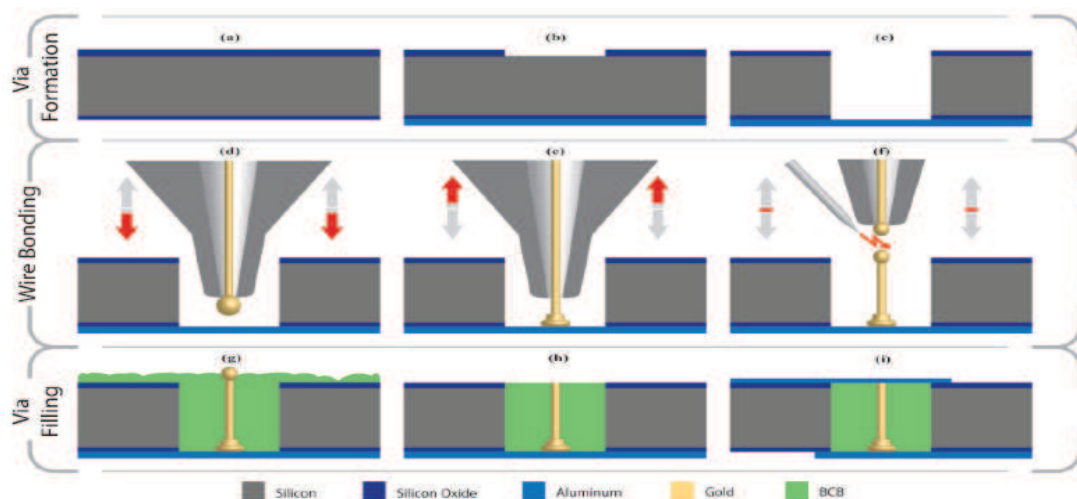 (a) (b) (c)
Via
Formation
(d) (e) (f)
Wire Bonding
(g) (h) (i)
Via
Filling
Silicon Silicon Oxide Aluminum Gold BCB